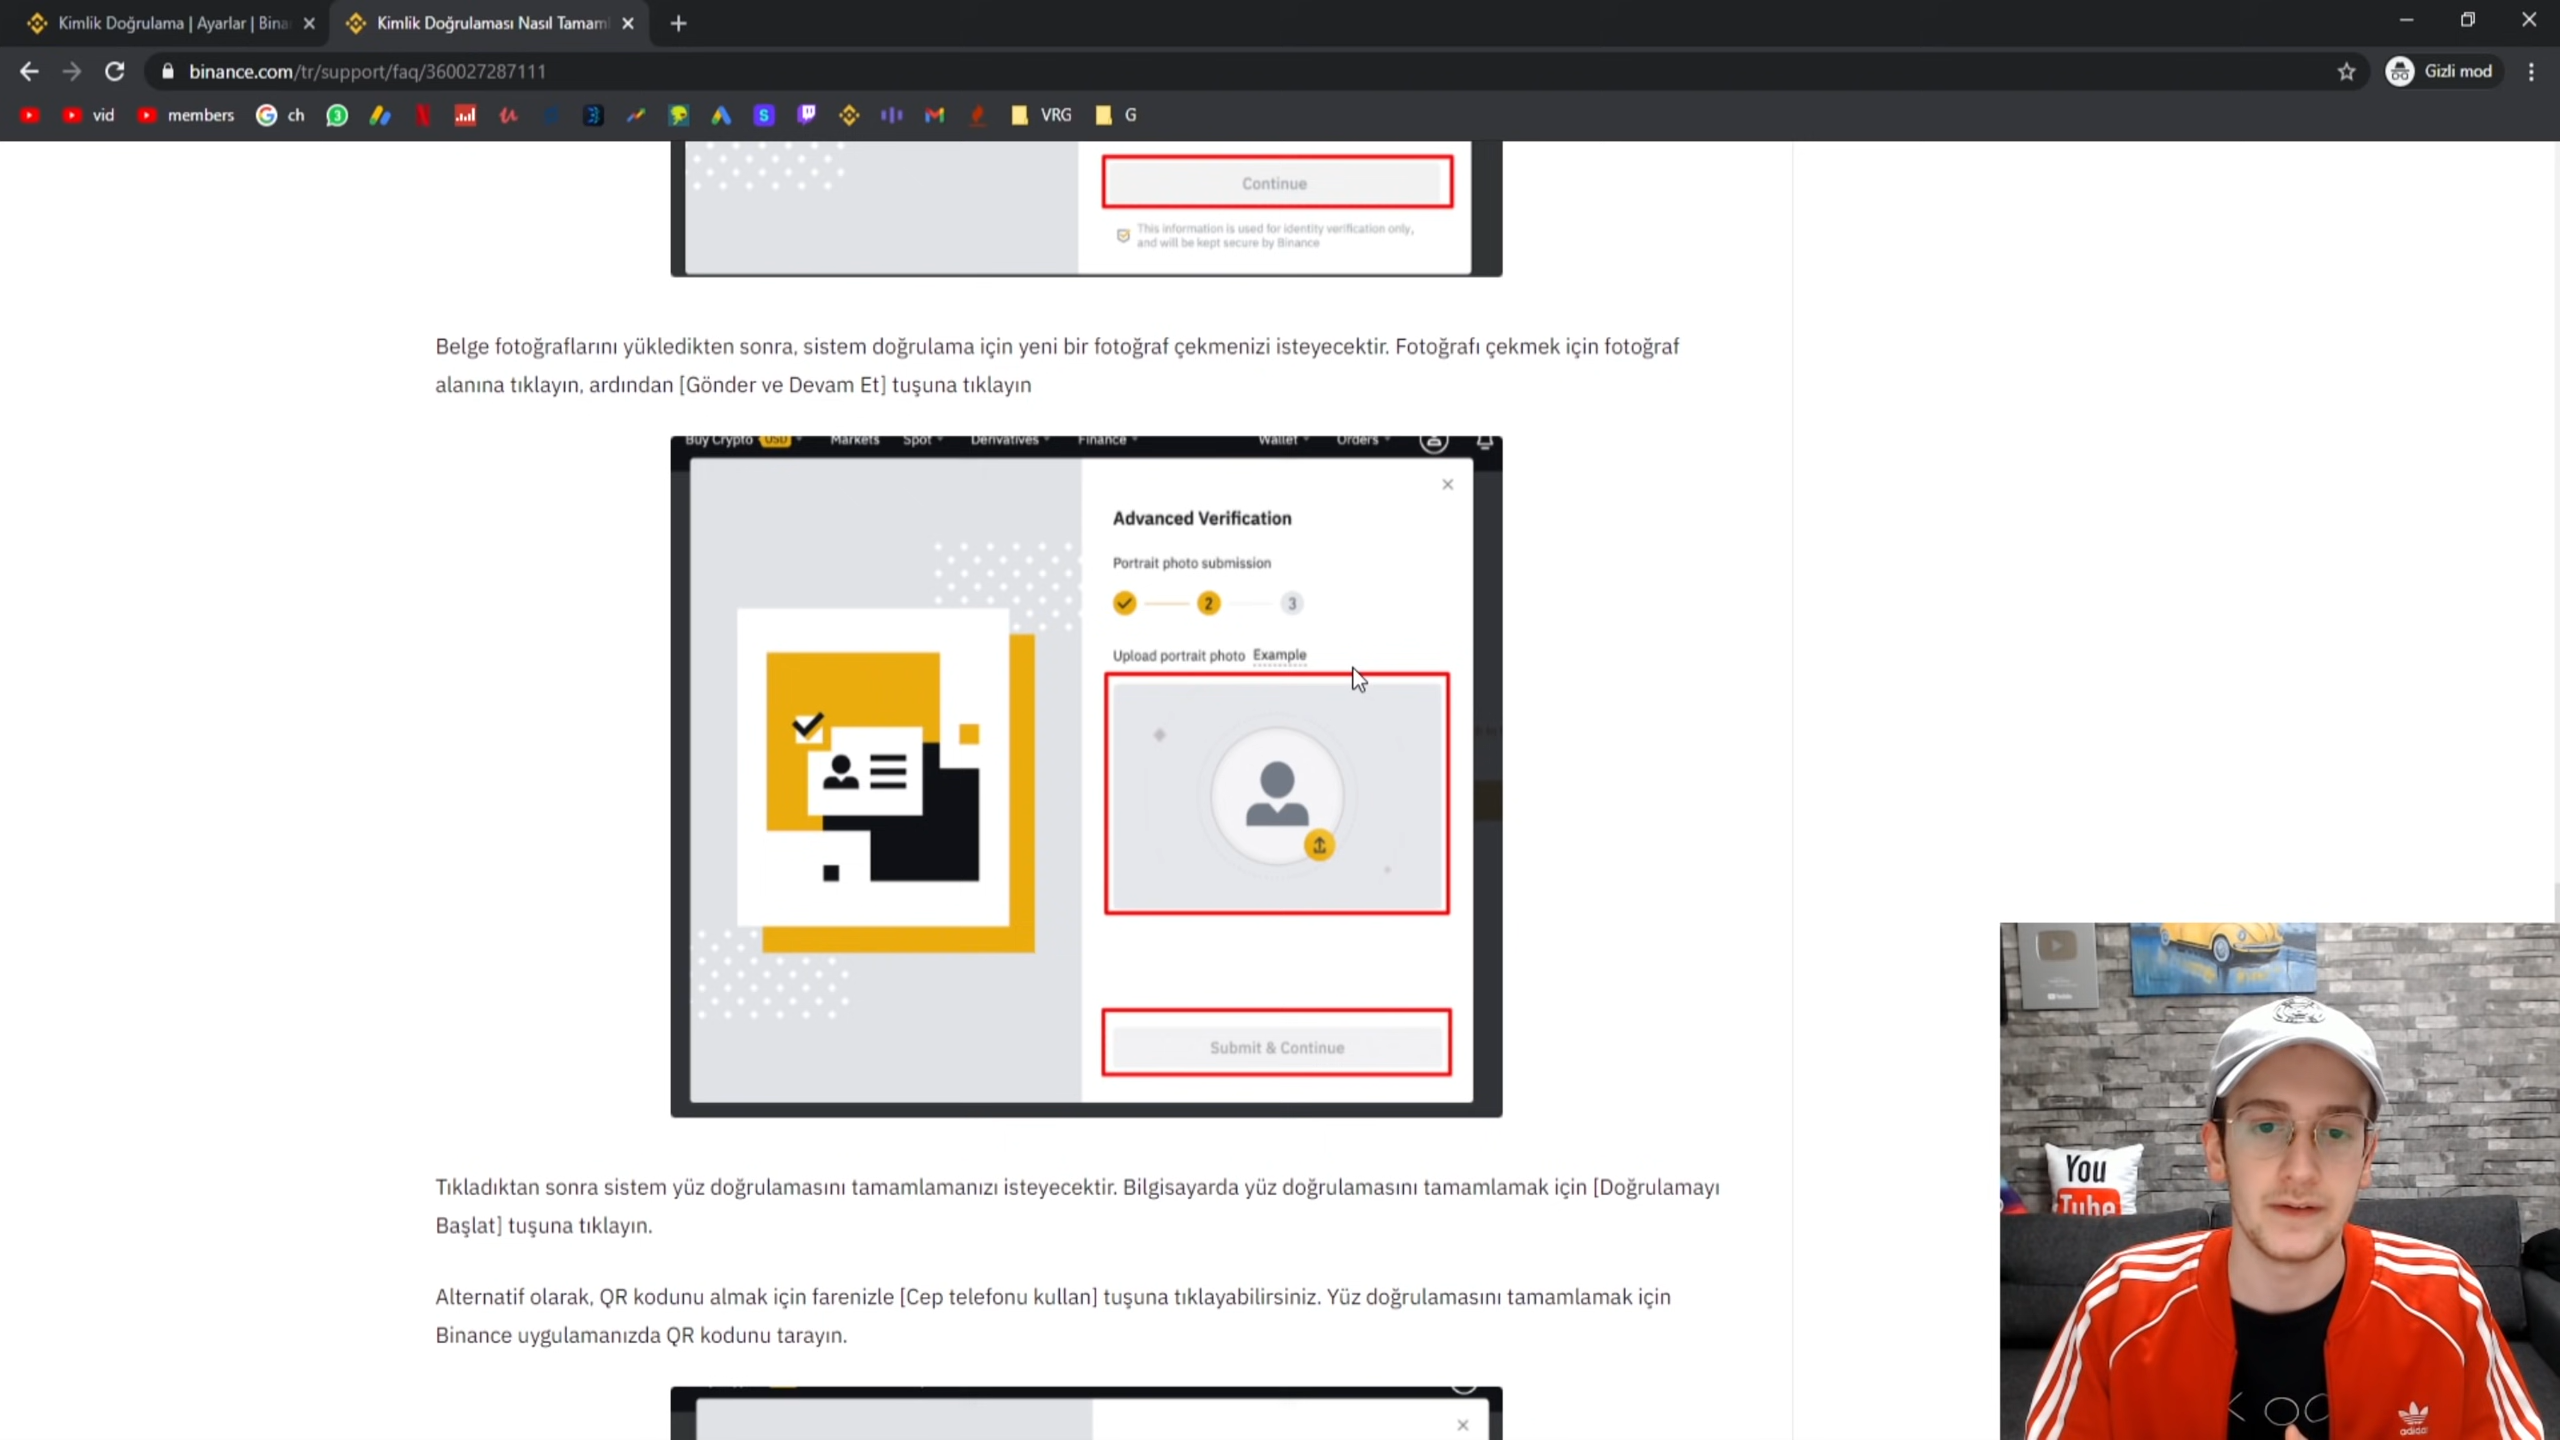 Kimlik Doğrulama | Ayarlar | Bina
Kimlik Doğrulaması Nasıl Tamaml
binance.com/tr/support/faq/360027287111
Gizli mod
vid
members
ch
VRG
G
Continue
This information is used for identity verification only,
and will be kept secure by Binance
Belge fotoğraflarını yükledikten sonra, sistem doğrulama için yeni bir fotoğraf çekmenizi isteyecektir. Fotoğrafı çekmek için fotoğraf
alanına tıklayın, ardından [Gönder ve Devam Et] tuşuna tıklayın
Buy Crypto USD Markets Spot Derivatives Finance Wallet Orders
Advanced Verification
Portrait photo submission
2 3
Upload portrait photo Example
Submit & Continue
Tıkladıktan sonra sistem yüz doğrulamasını tamamlamanızı isteyecektir. Bilgisayarda yüz doğrulamasını tamamlamak için [Doğrulamayı
Başlat] tuşuna tıklayın.
Alternatif olarak, QR kodunu almak için farenizle [Cep telefonu kullan] tuşuna tıklayabilirsiniz. Yüz doğrulamasını tamamlamak için
Binance uygulamanızda QR kodunu tarayın.
You
Tube
adidas